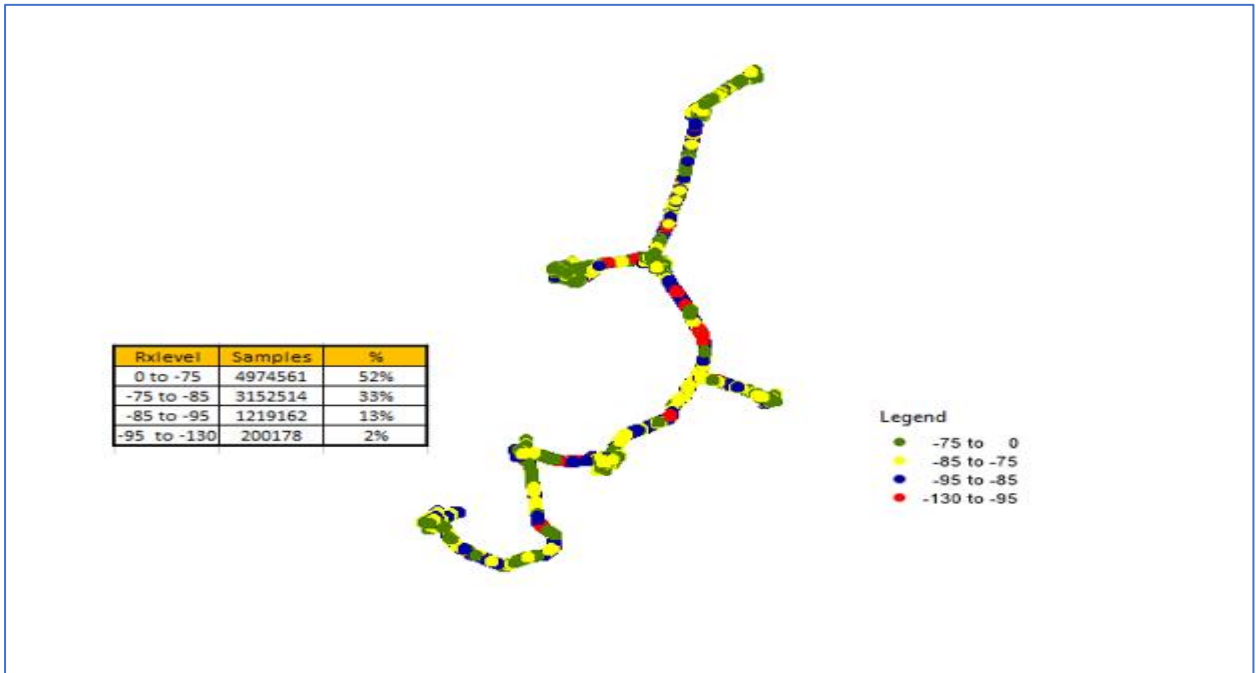 Rxlevel Samples %
0 to -75 4974561 52%
-75 to -85 3152514 33%
-85 to -95 1219162 13%
-95 to -130 200178 2%
Legend
-75 to 0
-85 to -75
-95 to -85
-130 to -95